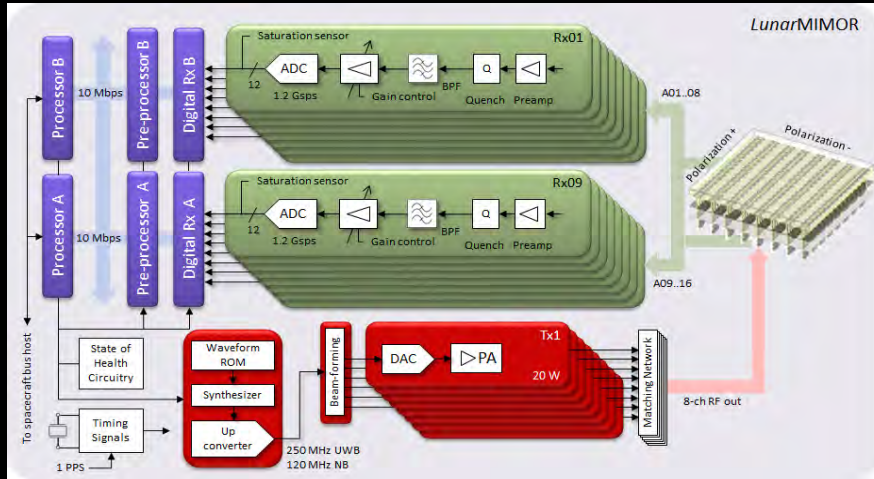 LunarMIMOR
Processor B
10 Mbps
Pre-processor B
Digital Rx B
Saturation sensor
Rx01
12
ADC
1.2 Gsps
Gain control
BPF
Q
Quench
Preamp
A01..08
Polarization +
Polarization -
Processor A
10 Mbps
Pre-processor A
Digital Rx A
Saturation sensor
Rx09
12
ADC
1.2 Gsps
Gain control
BPF
Q
Quench
Preamp
A09..16
To spacecraft bus host
State of
Health
Circuitry
Timing
Signals
1 PPS
Waveform
ROM
Synthesizer
Up
converter
250 MHz UWB
120 MHz NB
Beam-forming
Tx1
DAC
PA
20 W
Matching Network
8-ch RF out